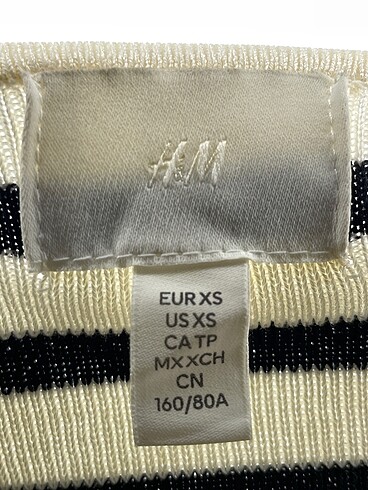 H&M
EUR XS
US XS
CA TP
MX XCH
CN
160/80A